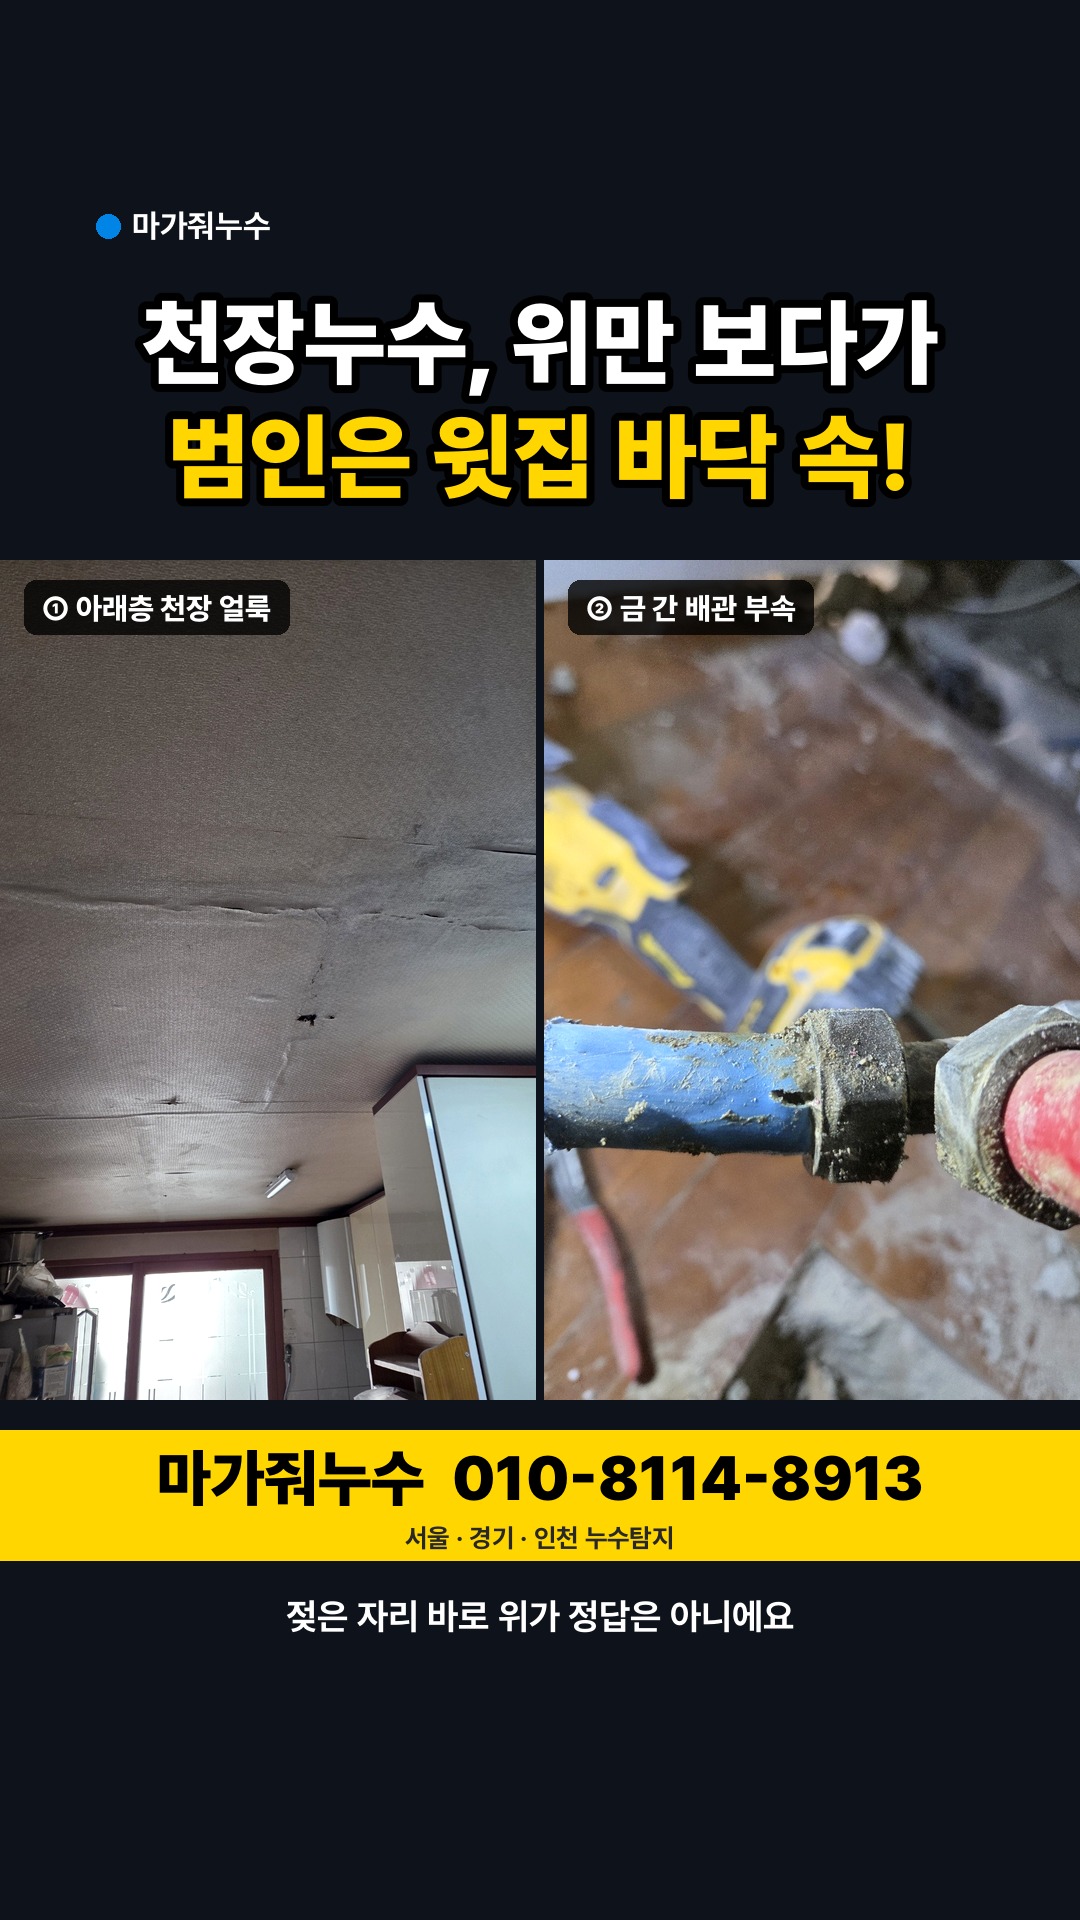 마가줘누수
천장누수, 위만 보다가
범인은 윗집 바닥 속!
① 아래층 천장 얼룩
② 금 간 배관 부속
마가줘누수 010-8114-8913
서울 · 경기 · 인천 누수탐지
젖은 자리 바로 위가 정답은 아니에요